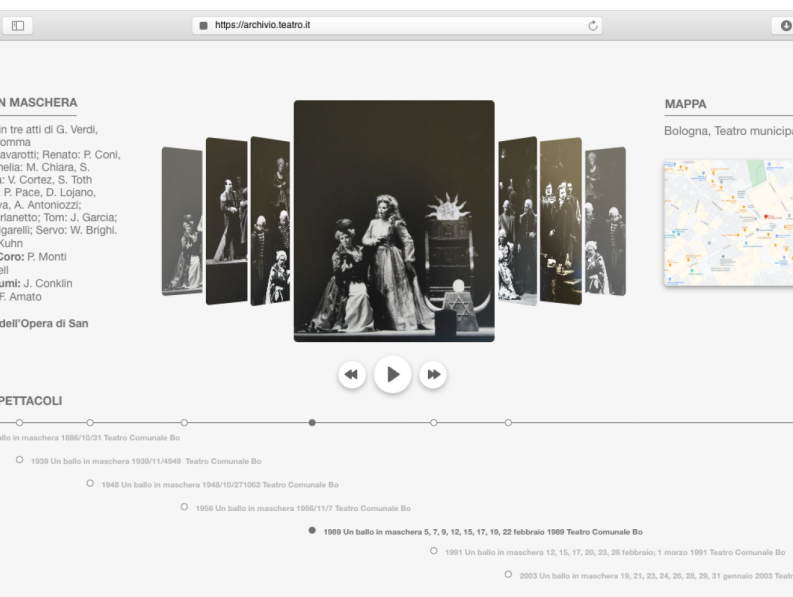 https://archivio.teatro.it
N MASCHERA
in tre atti di G. Verdi,
omma
avarotti; Renato: P. Coni,
nelia: M. Chiara, S.
a: V. Cortez, S. Toth
: P. Pace, D. Lojano,
va, A. Antoniozzi;
rlanetto; Tom: J. Garcia;
lgarelli; Servo: W. Brighi.
Kuhn
Coro: P. Monti
ell
umi: J. Conklin
F. Amato
dell'Opera di San
MAPPA
Bologna, Teatro municipa
PETTACOLI
allo in maschera 1886/10/31 Teatro Comunale Bo
1939 Un ballo in maschera 1939/11/4949 Teatro Comunale Bo
1948 Un ballo in maschera 1948/10/271062 Teatro Comunale Bo
1956 Un ballo in maschera 1956/11/7 Teatro Comunale Bo
1989 Un ballo in maschera 5, 7, 9, 12, 15, 17, 19, 22 febbraio 1989 Teatro Comunale Bo
1991 Un ballo in maschera 12, 15, 17, 20, 23, 26 febbraio; 1 marzo 1991 Teatro Comunale Bo
2003 Un ballo in maschera 19, 21, 23, 24, 26, 28, 29, 31 gennaio 2003 Teatr